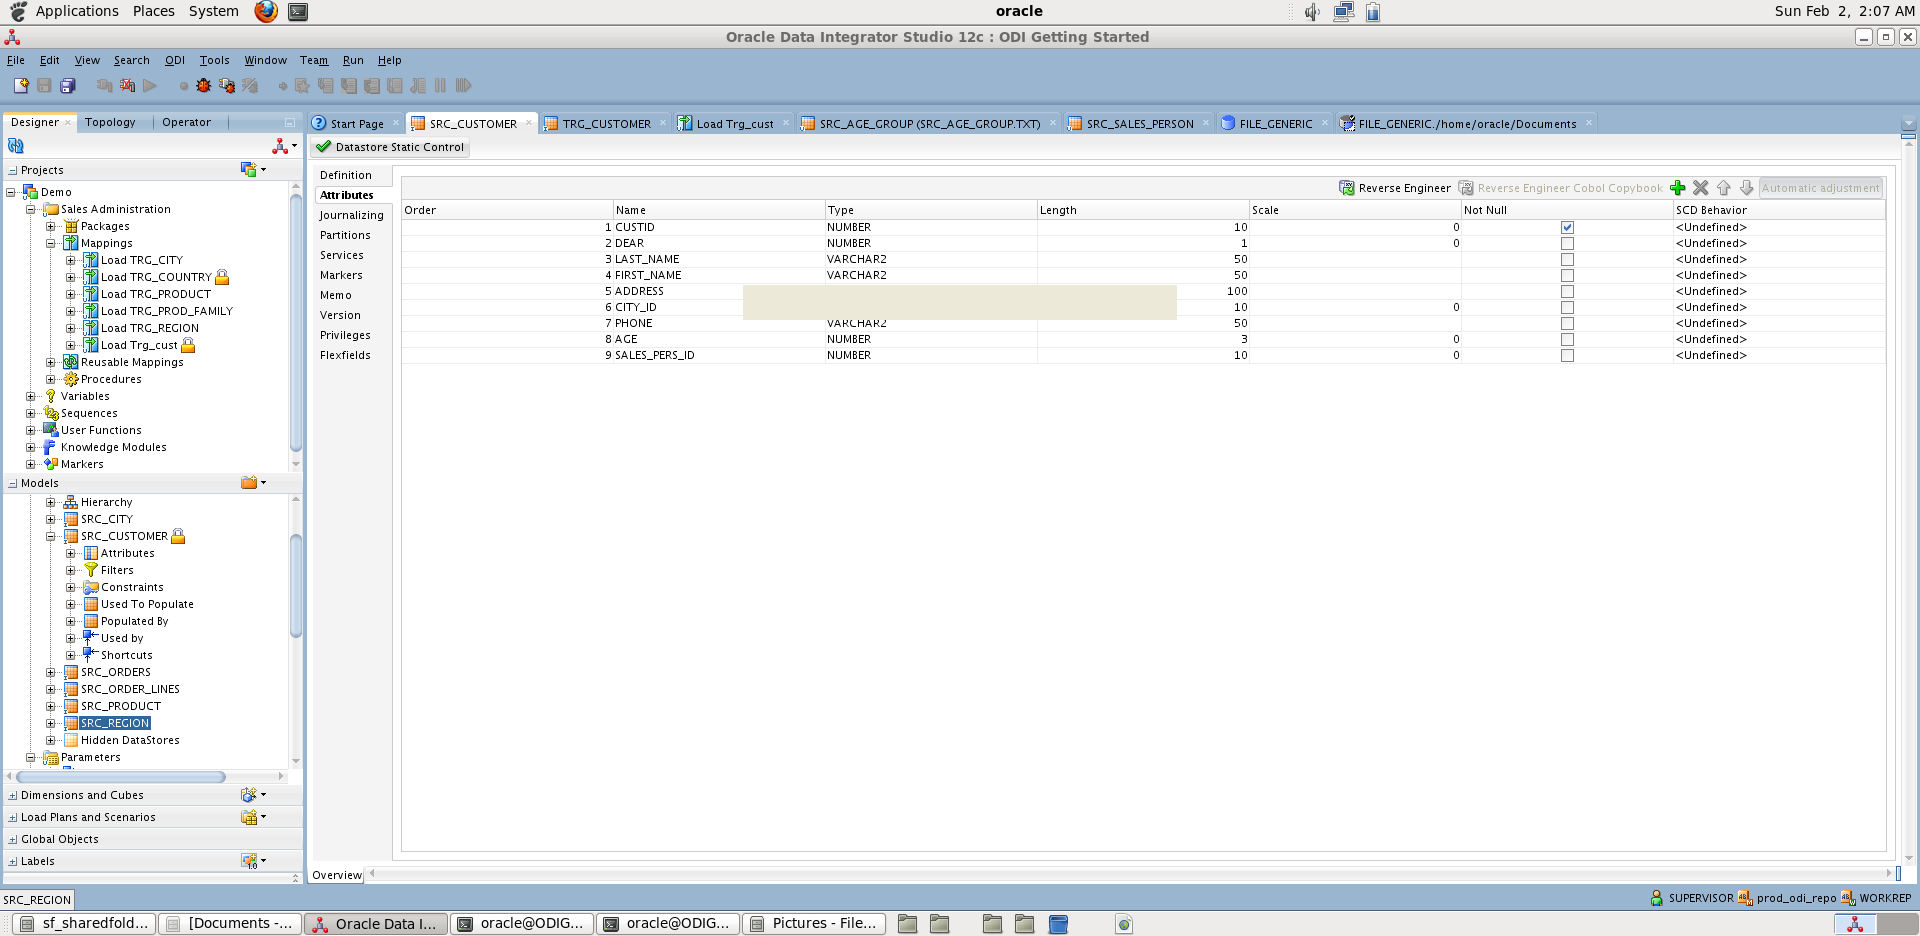 Applications Places System oracle Sun Feb 2, 2:07 AM
Oracle Data Integrator Studio 12c : ODI Getting Started
File Edit View Search ODI Tools Window Team Run Help
Designer Topology Operator
Start Page SRC_CUSTOMER TRG_CUSTOMER Load Trg_cust SRC_AGE_GROUP (SRC_AGE_GROUP.TXT) SRC_SALES_PERSON FILE_GENERIC FILE_GENERIC./home/oracle/Documents
Datastore Static Control
Projects
Demo
Sales Administration
Packages
Mappings
Load TRG_CITY
Load TRG_COUNTRY
Load TRG_PRODUCT
Load TRG_PROD_FAMILY
Load TRG_REGION
Load Trg_cust
Reusable Mappings
Procedures
Variables
Sequences
User Functions
Knowledge Modules
Markers
Models
Hierarchy
SRC_CITY
SRC_CUSTOMER
Attributes
Filters
Constraints
Used To Populate
Populated By
Used by
Shortcuts
SRC_ORDERS
SRC_ORDER_LINES
SRC_PRODUCT
SRC_REGION
Hidden DataStores
Parameters
Dimensions and Cubes
Load Plans and Scenarios
Global Objects
Labels
Definition
Attributes
Journalizing
Partitions
Services
Markers
Memo
Version
Privileges
Flexfields
Reverse Engineer Reverse Engineer Cobol Copybook Automatic adjustment
Order Name Type Length Scale Not Null SCD Behavior
1 CUSTID NUMBER 10 0 <Undefined>
2 DEAR NUMBER 1 0 <Undefined>
3 LAST_NAME VARCHAR2 50 <Undefined>
4 FIRST_NAME VARCHAR2 50 <Undefined>
5 ADDRESS 100 <Undefined>
6 CITY_ID 10 0 <Undefined>
7 PHONE VARCHAR2 50 <Undefined>
8 AGE NUMBER 3 0 <Undefined>
9 SALES_PERS_ID NUMBER 10 0 <Undefined>
Overview
SRC_REGION SUPERVISOR prod_odi_repo WORKREP
sf_sharedfold... [Documents -... Oracle Data I... oracle@ODIG... oracle@ODIG... Pictures - File...